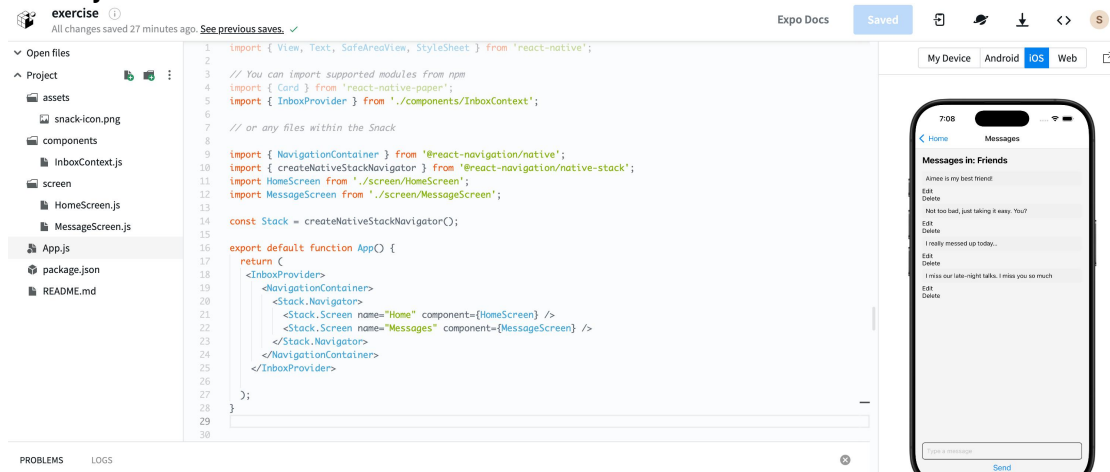 exercise
All changes saved 27 minutes ago. See previous saves.
Expo Docs
Saved
S
Open files
Project
assets
snack-icon.png
components
InboxContext.js
screen
HomeScreen.js
MessageScreen.js
App.js
package.json
README.md
1 import { View, Text, SafeAreaView, StyleSheet } from 'react-native';
2
3 // You can import supported modules from npm
4 import { Card } from 'react-native-paper';
5 import { InboxProvider } from './components/InboxContext';
6
7 // or any files within the Snack
8
9 import { NavigationContainer } from '@react-navigation/native';
10 import { createNativeStackNavigator } from '@react-navigation/native-stack';
11 import HomeScreen from './screen/HomeScreen';
12 import MessageScreen from './screen/MessageScreen';
13
14 const Stack = createNativeStackNavigator();
15
16 export default function App() {
17 return (
18 <InboxProvider>
19 <NavigationContainer>
20 <Stack.Navigator>
21 <Stack.Screen name="Home" component={HomeScreen} />
22 <Stack.Screen name="Messages" component={MessageScreen} />
23 </Stack.Navigator>
24 </NavigationContainer>
25 </InboxProvider>
26
27 );
28 }
29
30
PROBLEMS LOGS
My Device Android iOS Web
7:08
Home Messages
Messages in: Friends
Aimee is my best friend!
Edit
Delete
Not too bad, just taking it easy. You?
Edit
Delete
I really messed up today...
Edit
Delete
I miss our late-night talks. I miss you so much
Edit
Delete
Type a message
Send